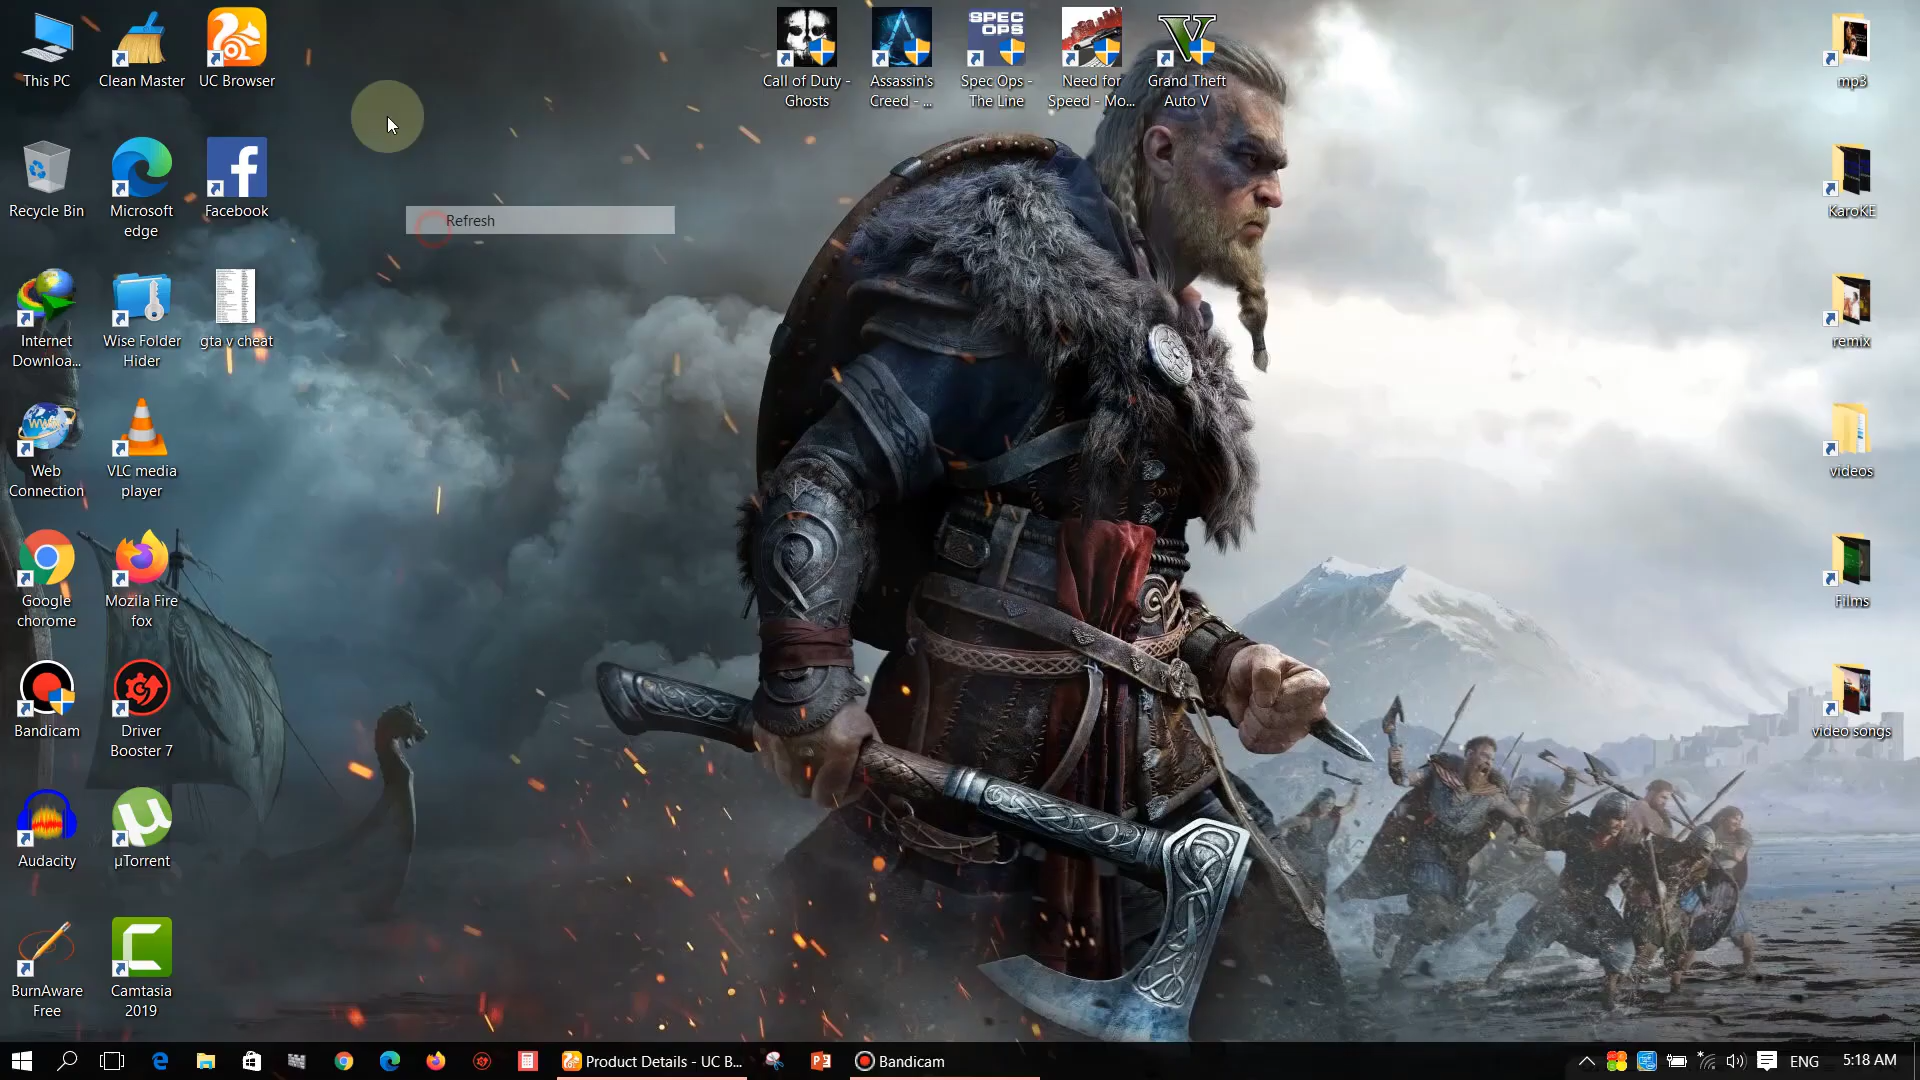 This PC
Clean Master
UC Browser
SPEC
OPS
Call of Duty -
Ghosts
Assassin's
Creed - ...
Spec Ops -
The Line
Need for
Speed - Mo...
Grand Theft
Auto V
mp3
Recycle Bin
Microsoft
edge
Facebook
Refresh
KaroKE
Internet
Downloa...
Wise Folder
Hider
gta v cheat
remix
Web
Connection
VLC media
player
videos
Google
chorome
Mozila Fire
fox
Films
Bandicam
Driver
Booster 7
video songs
Audacity
µTorrent
BurnAware
Free
Camtasia
2019
Product Details - UC B...
Bandicam
ENG
5:18 AM